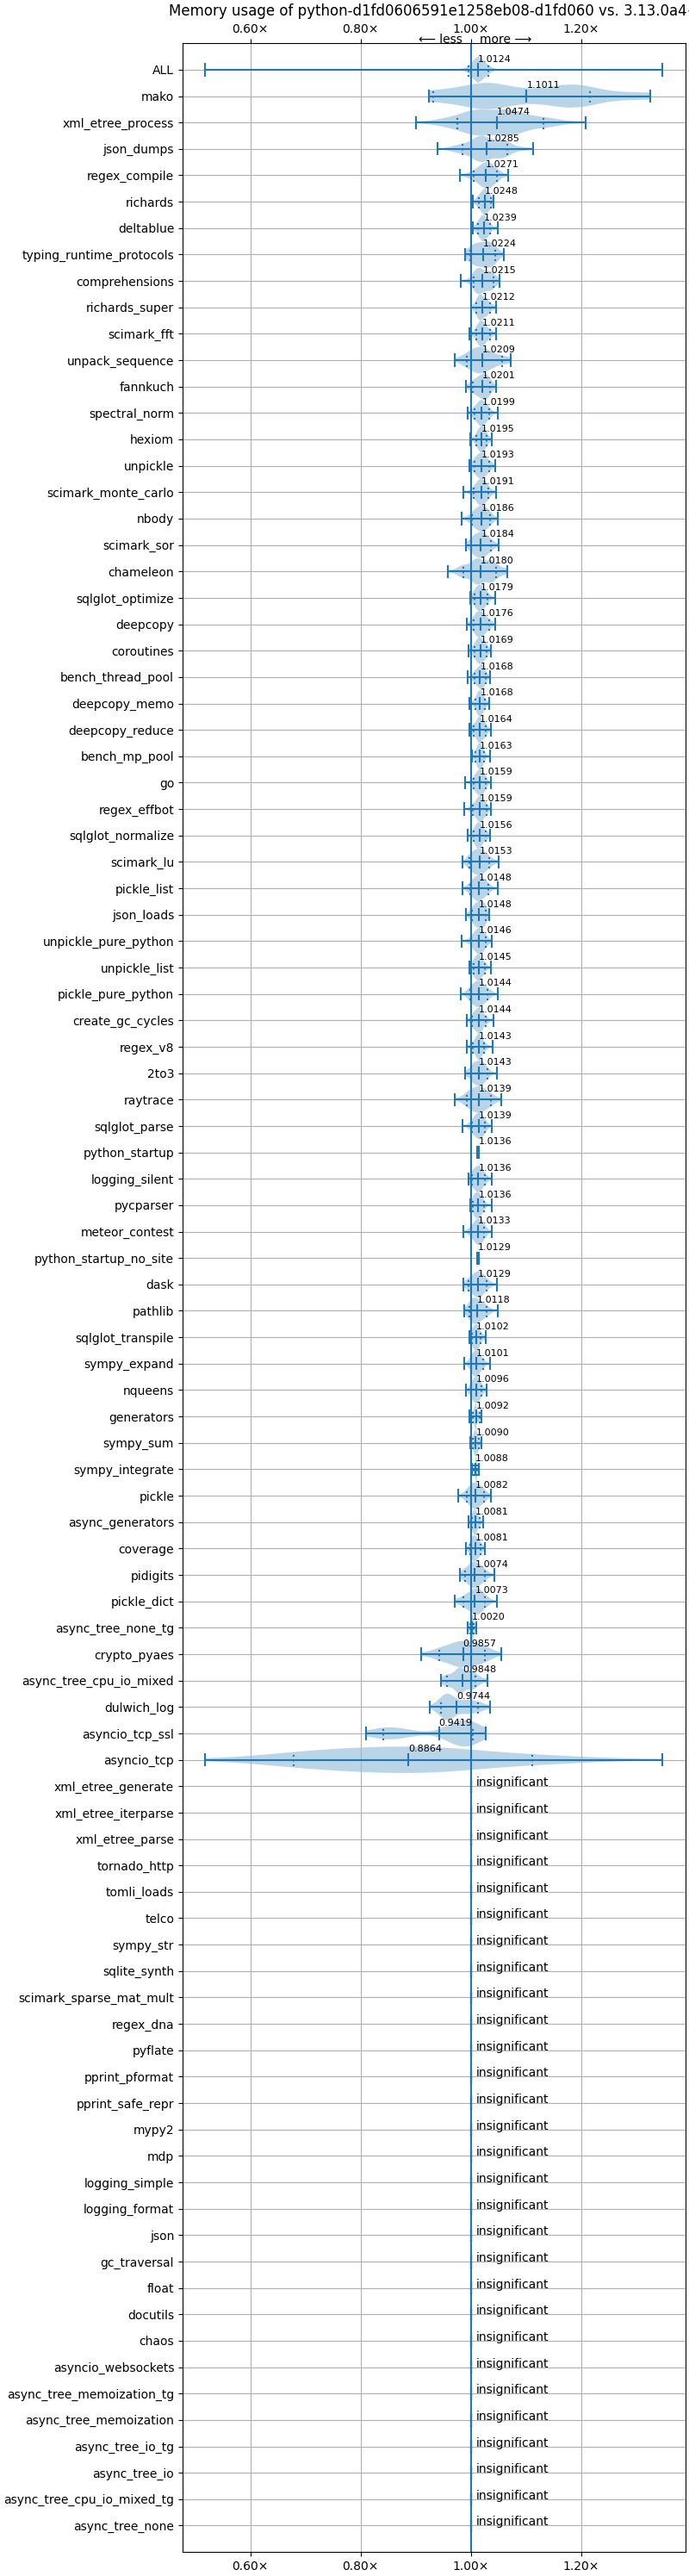 Memory usage of python-d1fd0606591e1258eb08-d1fd060 vs. 3.13.0a4-
0.60× 0.80× 1.00× 1.20×
← less more →
ALL 1.0124
mako 1.1011
xml_etree_process 1.0474
json_dumps 1.0285
regex_compile 1.0271
richards 1.0248
deltablue 1.0239
typing_runtime_protocols 1.0224
comprehensions 1.0215
richards_super 1.0212
scimark_fft 1.0211
unpack_sequence 1.0209
fannkuch 1.0201
spectral_norm 1.0199
hexiom 1.0195
unpickle 1.0193
scimark_monte_carlo 1.0191
nbody 1.0186
scimark_sor 1.0184
chameleon 1.0180
sqlglot_optimize 1.0179
deepcopy 1.0176
coroutines 1.0169
bench_thread_pool 1.0168
deepcopy_memo 1.0168
deepcopy_reduce 1.0164
bench_mp_pool 1.0163
go 1.0159
regex_effbot 1.0159
sqlglot_normalize 1.0156
scimark_lu 1.0153
pickle_list 1.0148
json_loads 1.0148
unpickle_pure_python 1.0146
unpickle_list 1.0145
pickle_pure_python 1.0144
create_gc_cycles 1.0144
regex_v8 1.0143
2to3 1.0143
raytrace 1.0139
sqlglot_parse 1.0139
python_startup 1.0136
logging_silent 1.0136
pycparser 1.0136
meteor_contest 1.0133
python_startup_no_site 1.0129
dask 1.0129
pathlib 1.0118
sqlglot_transpile 1.0102
sympy_expand 1.0101
nqueens 1.0096
generators 1.0092
sympy_sum 1.0090
sympy_integrate 1.0088
pickle 1.0082
async_generators 1.0081
coverage 1.0081
pidigits 1.0074
pickle_dict 1.0073
async_tree_none_tg 1.0020
crypto_pyaes 0.9857
async_tree_cpu_io_mixed 0.9848
dulwich_log 0.9744
asyncio_tcp_ssl 0.9419
asyncio_tcp 0.8864
xml_etree_generate insignificant
xml_etree_iterparse insignificant
xml_etree_parse insignificant
tornado_http insignificant
tomli_loads insignificant
telco insignificant
sympy_str insignificant
sqlite_synth insignificant
scimark_sparse_mat_mult insignificant
regex_dna insignificant
pyflate insignificant
pprint_pformat insignificant
pprint_safe_repr insignificant
mypy2 insignificant
mdp insignificant
logging_simple insignificant
logging_format insignificant
json insignificant
gc_traversal insignificant
float insignificant
docutils insignificant
chaos insignificant
asyncio_websockets insignificant
async_tree_memoization_tg insignificant
async_tree_memoization insignificant
async_tree_io_tg insignificant
async_tree_io insignificant
async_tree_cpu_io_mixed_tg insignificant
async_tree_none insignificant
0.60× 0.80× 1.00× 1.20×